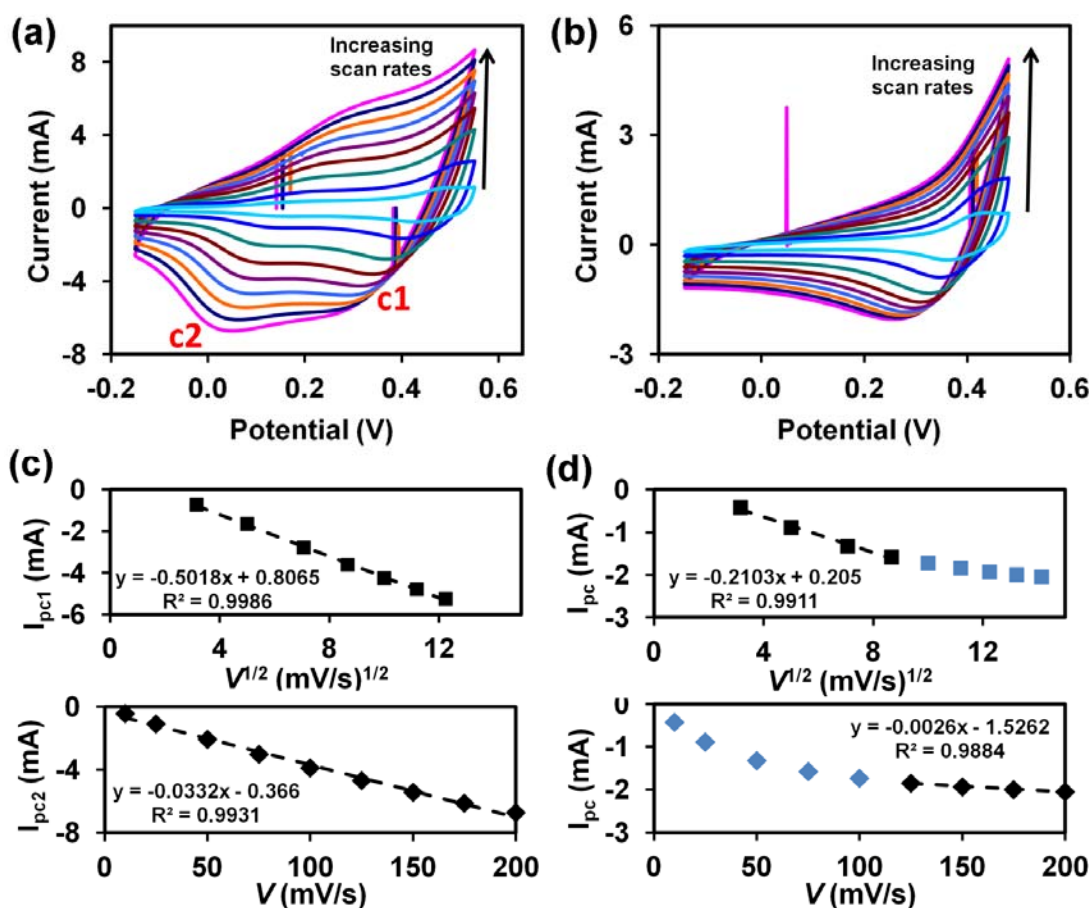 (a)
Increasing
scan rates
8
4
0
-4
-8
Current (mA)
c2
c1
-0.2 0.0 0.2 0.4 0.6
Potential (V)
(b)
Increasing
scan rates
6
3
0
-3
Current (mA)
-0.2 0.0 0.2 0.4 0.6
Potential (V)
(c)
0
-2
-4
-6
I_pc1 (mA)
y = -0.5018x + 0.8065
R² = 0.9986
0 4 8 12
V^1/2 (mV/s)^1/2
0
-4
-8
I_pc2 (mA)
y = -0.0332x - 0.366
R² = 0.9931
0 50 100 150 200
V (mV/s)
(d)
0
-1
-2
-3
I_pc (mA)
y = -0.2103x + 0.205
R² = 0.9911
0 4 8 12
V^1/2 (mV/s)^1/2
0
-1
-2
-3
I_pc (mA)
y = -0.0026x - 1.5262
R² = 0.9884
0 50 100 150 200
V (mV/s)